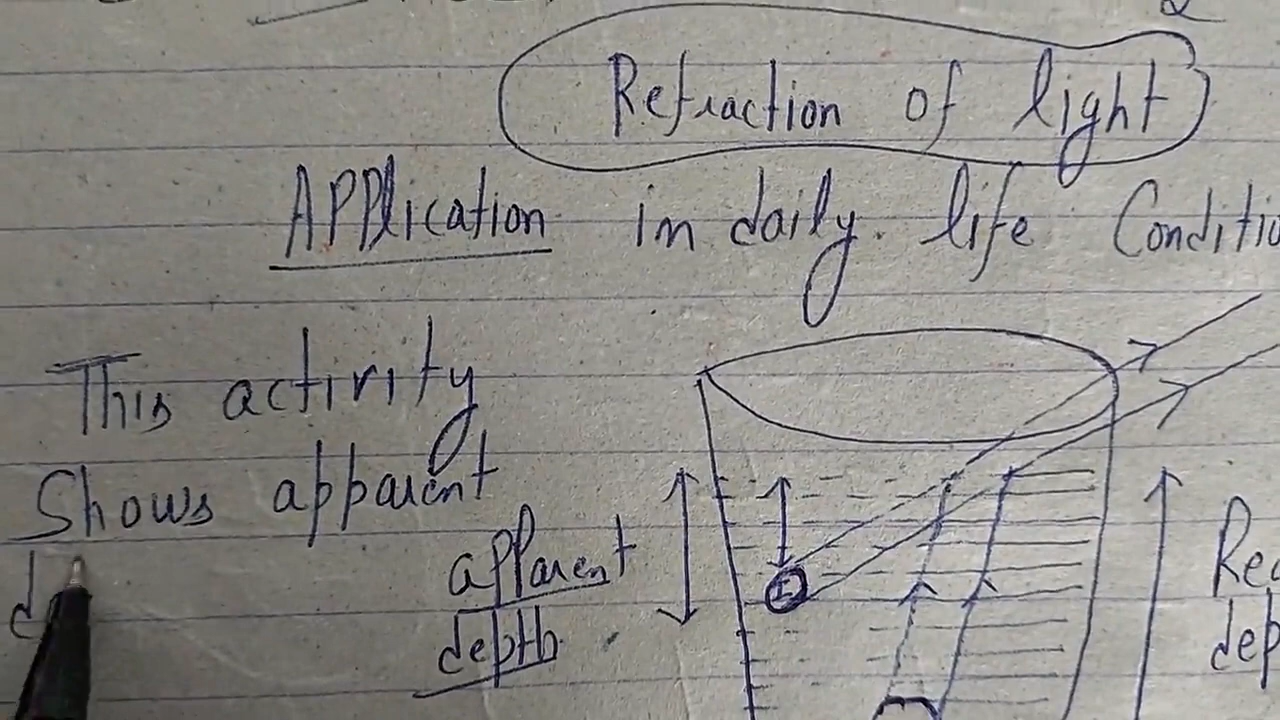 Refraction of light
Application in daily life Conditio
This activity
Shows apparent
d
apparent
depth
Rea
dep